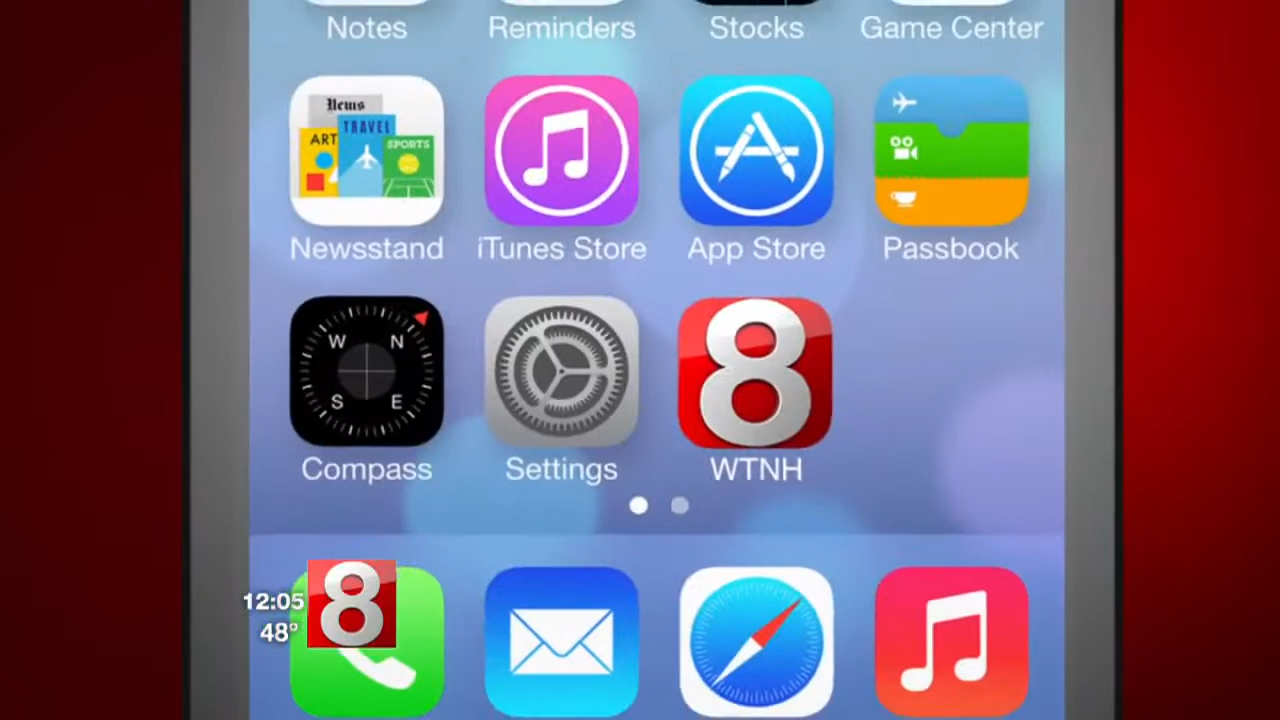 Notes Reminders Stocks Game Center
News
ART TRAVEL SPORTS
Newsstand iTunes Store App Store Passbook
W N
S E
8
Compass Settings WTNH
12:05 8
48°